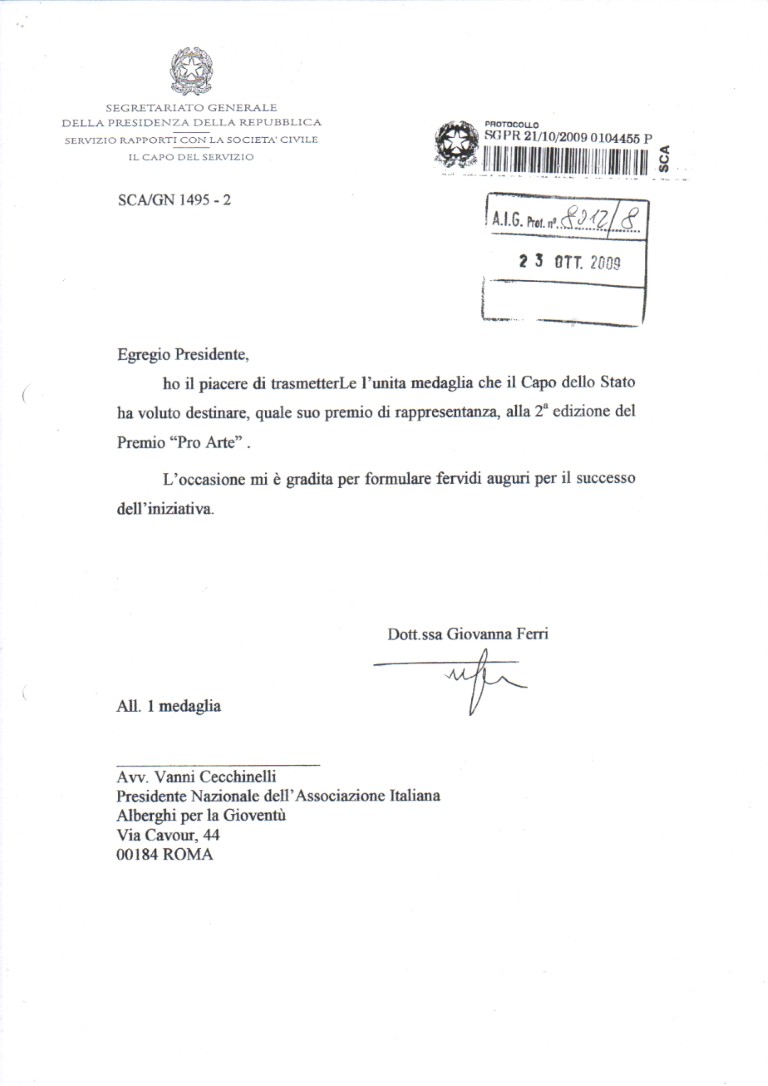 SEGRETARIATO GENERALE
DELLA PRESIDENZA DELLA REPUBBLICA
SERVIZIO RAPPORTI CON LA SOCIETA' CIVILE
IL CAPO DEL SERVIZIO
PROTOCOLLO
SGPR 21/10/2009 0104455 P
SCA
SCA/GN 1495 - 2
A.I.G. Prot. n° 8012/8
23 OTT. 2009
Egregio Presidente,
ho il piacere di trasmetterLe l'unita medaglia che il Capo dello Stato
ha voluto destinare, quale suo premio di rappresentanza, alla 2ª edizione del
Premio “Pro Arte” .
L'occasione mi è gradita per formulare fervidi auguri per il successo
dell'iniziativa.
Dott.ssa Giovanna Ferri
All. 1 medaglia
Avv. Vanni Cecchinelli
Presidente Nazionale dell'Associazione Italiana
Alberghi per la Gioventù
Via Cavour, 44
00184 ROMA